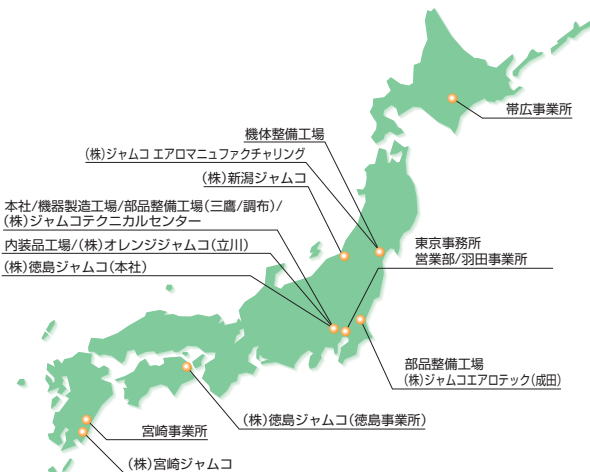 帯広事業所
機体整備工場
(株)ジャムコ エアロマニュファクチャリング
(株)新潟ジャムコ
本社/機器製造工場/部品整備工場(三鷹/調布)/
(株)ジャムコテクニカルセンター
内装品工場/(株)オレンジジャムコ(立川)
(株)徳島ジャムコ(本社)
東京事務所
営業部/羽田事業所
部品整備工場
(株)ジャムコエアロテック(成田)
(株)徳島ジャムコ(徳島事業所)
宮崎事業所
(株)宮崎ジャムコ